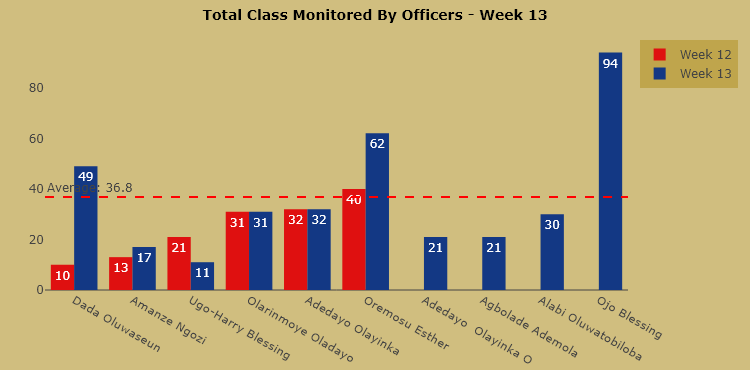 Total Class Monitored By Officers - Week 13
Week 12
Week 13
80
60
40
20
0
Average: 36.8
10
49
13
17
21
11
31
31
32
32
40
62
21
21
30
94
Dada Oluwaseun
Amanze Ngozi
Ugo-Harry Blessing
Olarinmoye Oladayo
Adedayo Olayinka
Oremosu Esther
Adedayo  Olayinka O
Agbolade Ademola
Alabi Oluwatobiloba
Ojo Blessing